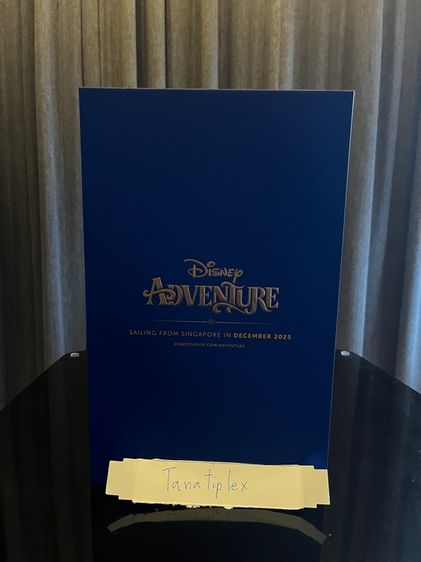 Disney
ADVENTURE
SAILING FROM SINGAPORE IN DECEMBER 2025
DISNEYCRUISE.COM/ADVENTURE
Tanatiplex